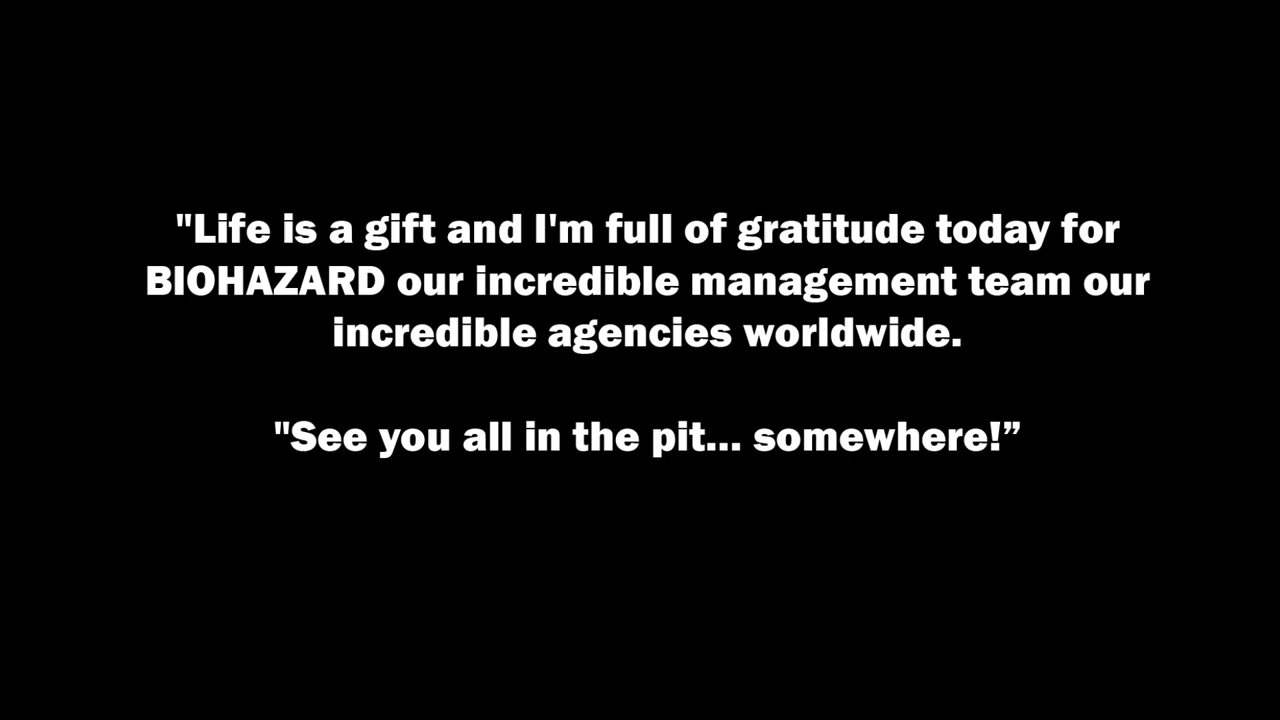 "Life is a gift and I'm full of gratitude today for
BIOHAZARD our incredible management team our
incredible agencies worldwide.
"See you all in the pit... somewhere!”